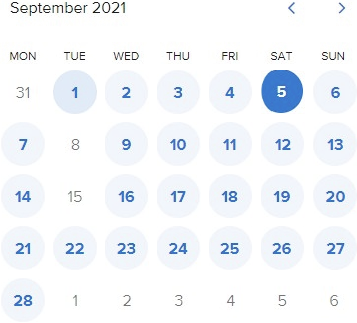 September 2021
MON TUE WED THU FRI SAT SUN
31 1 2 3 4 5 6
7 8 9 10 11 12 13
14 15 16 17 18 19 20
21 22 23 24 25 26 27
28 1 2 3 4 5 6